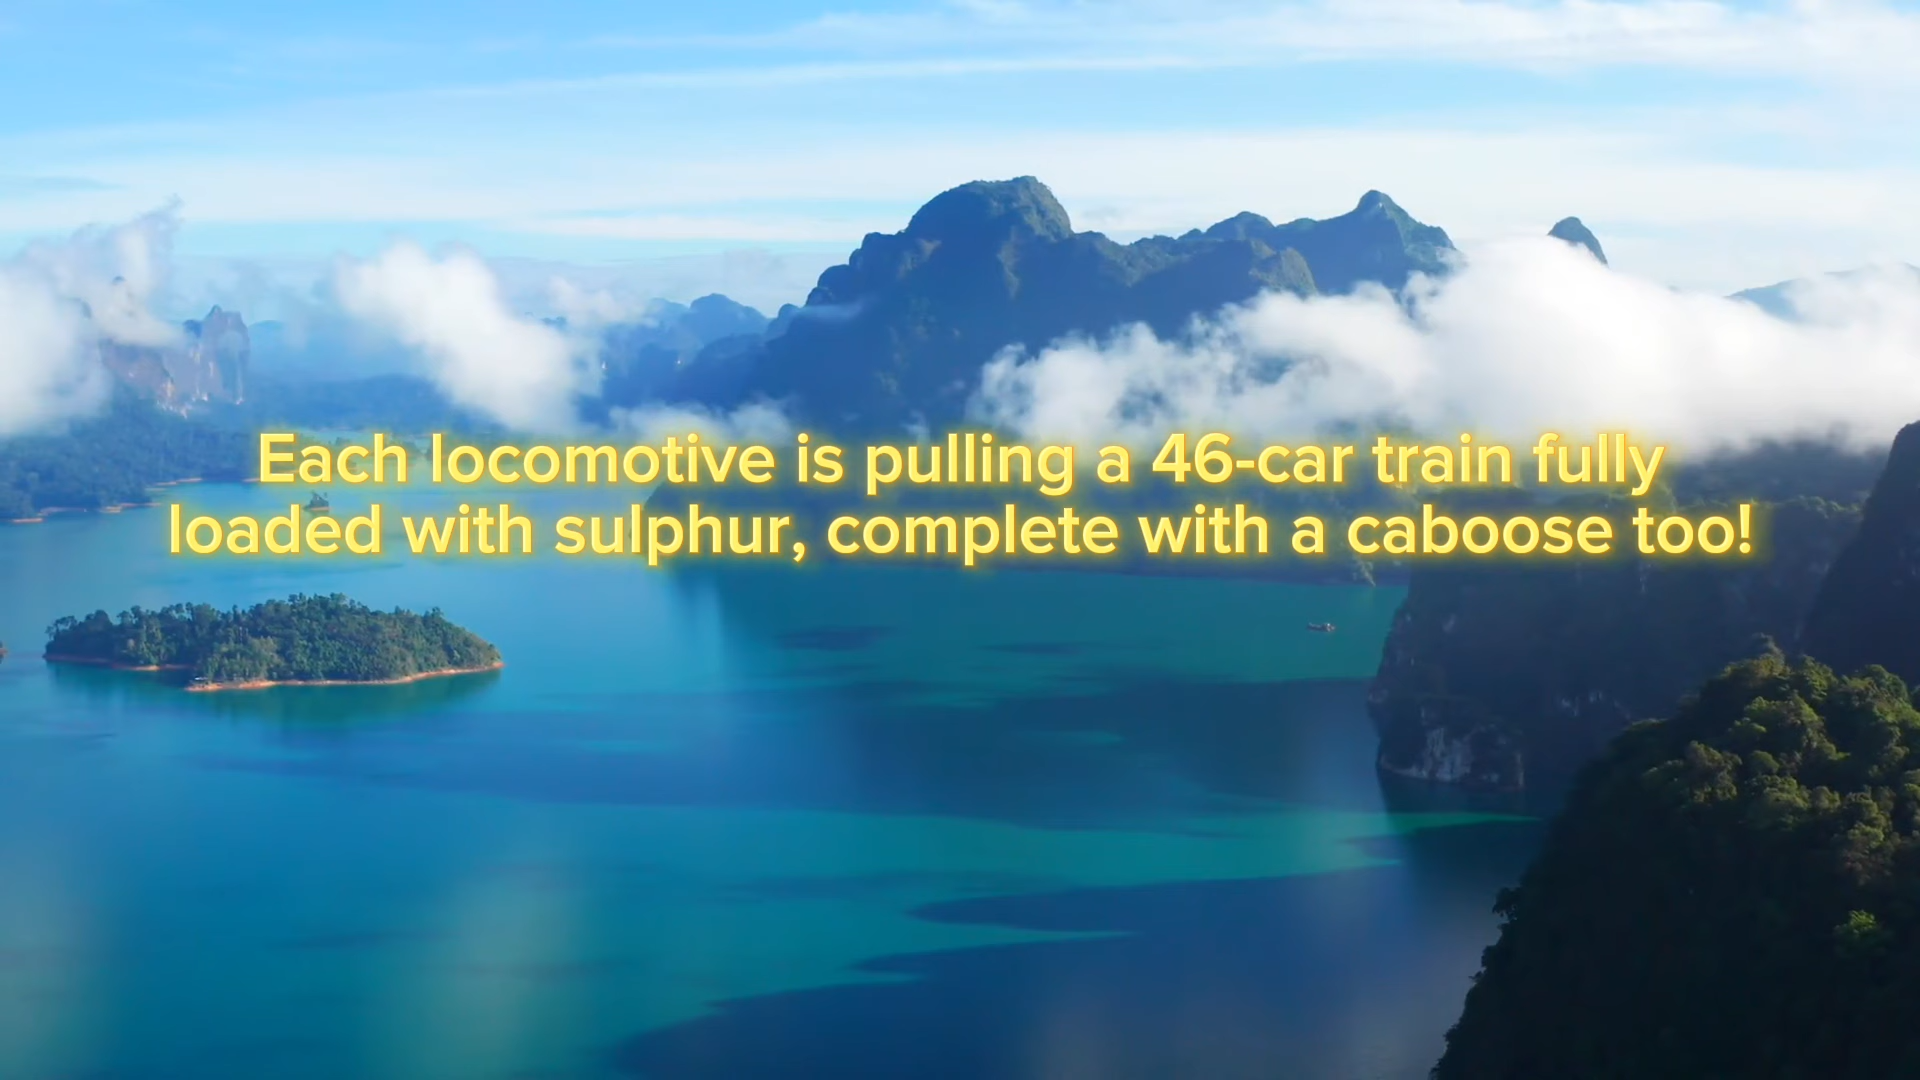 Each locomotive is pulling a 46-car train fully
loaded with sulphur, complete with a caboose too!